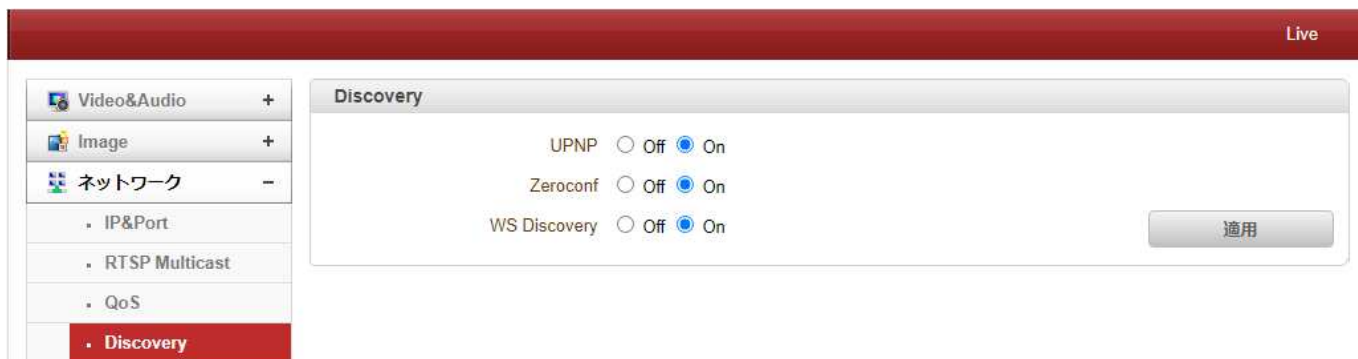 Live
Video&Audio +
Image +
ネットワーク -
IP&Port
RTSP Multicast
QoS
Discovery
Discovery
UPNP Off On
Zeroconf Off On
WS Discovery Off On
適用